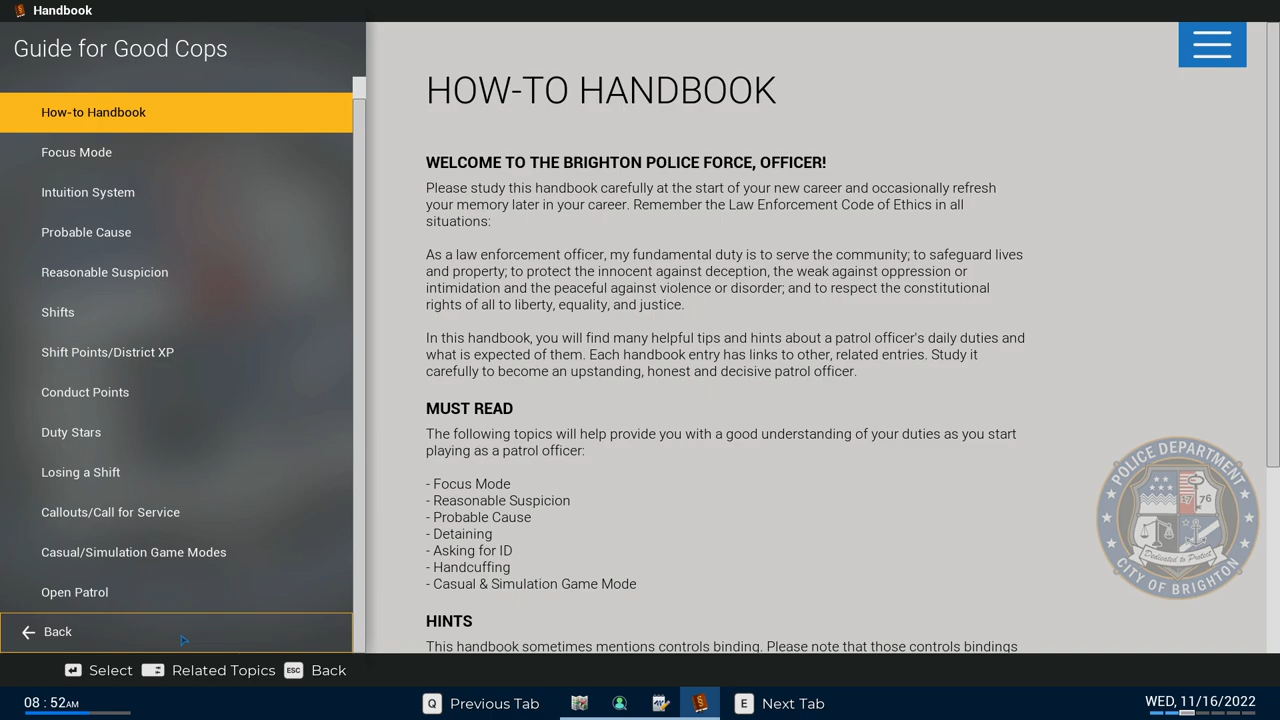 Handbook
Guide for Good Cops
How-to Handbook
Focus Mode
Intuition System
Probable Cause
Reasonable Suspicion
Shifts
Shift Points/District XP
Conduct Points
Duty Stars
Losing a Shift
Callouts/Call for Service
Casual/Simulation Game Modes
Open Patrol
Back
HOW-TO HANDBOOK
WELCOME TO THE BRIGHTON POLICE FORCE, OFFICER!
Please study this handbook carefully at the start of your new career and occasionally refresh
your memory later in your career. Remember the Law Enforcement Code of Ethics in all
situations:
As a law enforcement officer, my fundamental duty is to serve the community; to safeguard lives
and property; to protect the innocent against deception, the weak against oppression or
intimidation and the peaceful against violence or disorder; and to respect the constitutional
rights of all to liberty, equality, and justice.
In this handbook, you will find many helpful tips and hints about a patrol officer's daily duties and
what is expected of them. Each handbook entry has links to other, related entries. Study it
carefully to become an upstanding, honest and decisive patrol officer.
MUST READ
The following topics will help provide you with a good understanding of your duties as you start
playing as a patrol officer:
- Focus Mode
- Reasonable Suspicion
- Probable Cause
- Detaining
- Asking for ID
- Handcuffing
- Casual & Simulation Game Mode
HINTS
This handbook sometimes mentions controls binding. Please note that those controls bindings
POLICE DEPARTMENT
17 76
Dedicated to Protect
CITY OF BRIGHTON
Select
Related Topics
ESC Back
08 : 52AM
Q Previous Tab
E Next Tab
WED, 11/16/2022